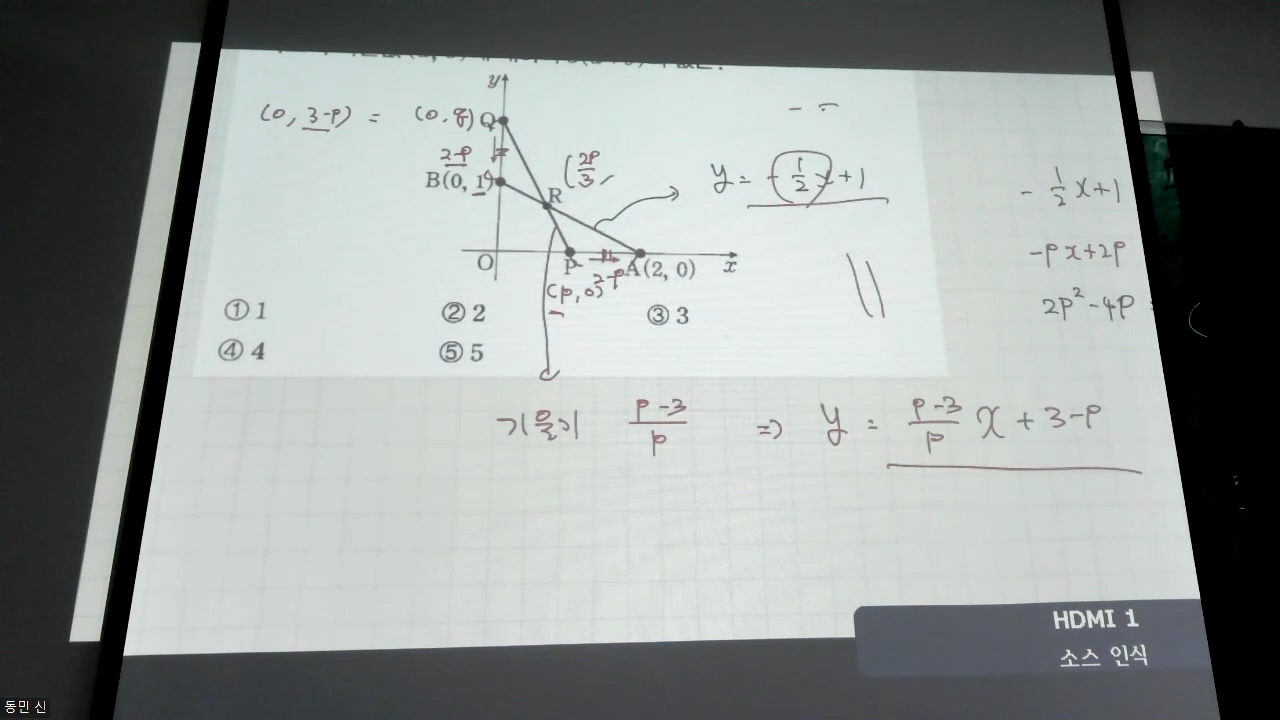 (0, 3-p) = (0, q) Q
y
2-p
B(0, 1)
(2p/3,
R
y = -1/2 x + 1
- 1/2 x + 1
-px + 2p
2p² - 4p
O P A(2, 0) x
(p, 0) 2-p
① 1 ② 2 ③ 3
④ 4 ⑤ 5
기울기 p-3/p ⇒ y = p-3/p x + 3-p
HDMI 1
소스 인식
동민 신